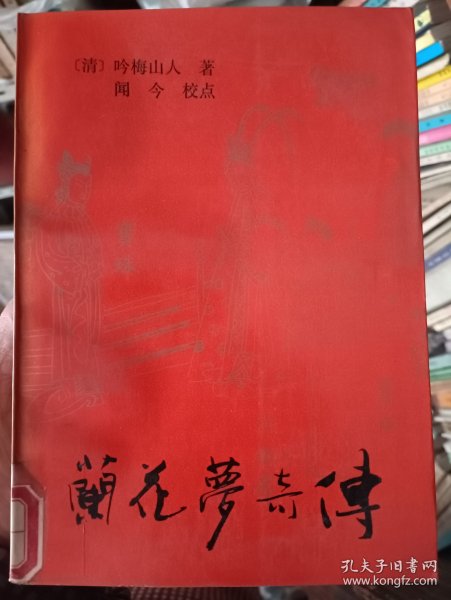 〔清〕吟梅山人 著
闻今 校点
蘭花夢奇傳
孔夫子旧书网
www.kongfz.com